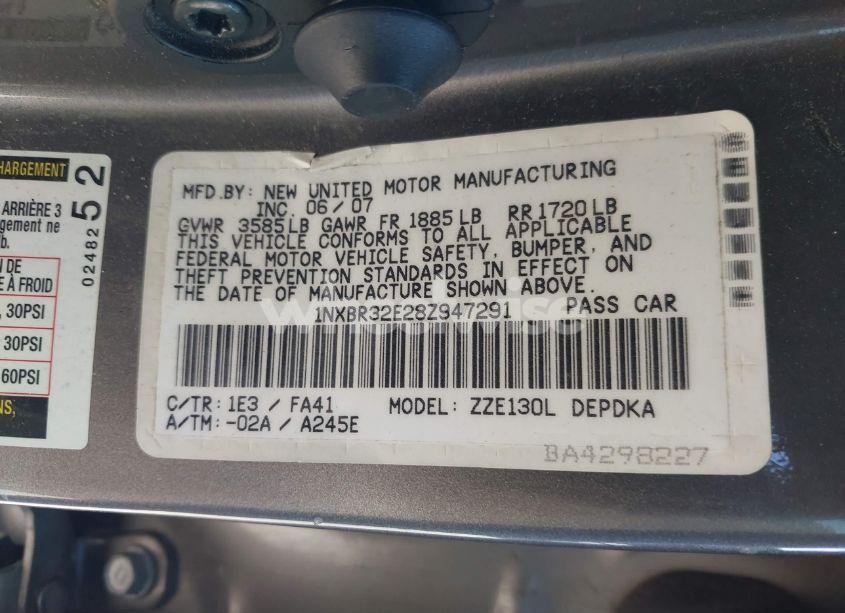 HARGEMENT
ARRIÈRE 3
gement ne
b.
N DE
E À FROID
, 30PSI
30PSI
60PSI
NS,
02482 52
MFD.BY: NEW UNITED MOTOR MANUFACTURING
INC. 06/07
GVWR 3585LB GAWR FR 1885LB RR 1720LB
THIS VEHICLE CONFORMS TO ALL APPLICABLE
FEDERAL MOTOR VEHICLE SAFETY, BUMPER, AND
THEFT PREVENTION STANDARDS IN EFFECT ON
THE DATE OF MANUFACTURE SHOWN ABOVE.
1NXBR32E28Z947291 PASS CAR
C/TR: 1E3 / FA41 MODEL: ZZE130L DEPDKA
A/TM: -02A / A245E
BA4298227